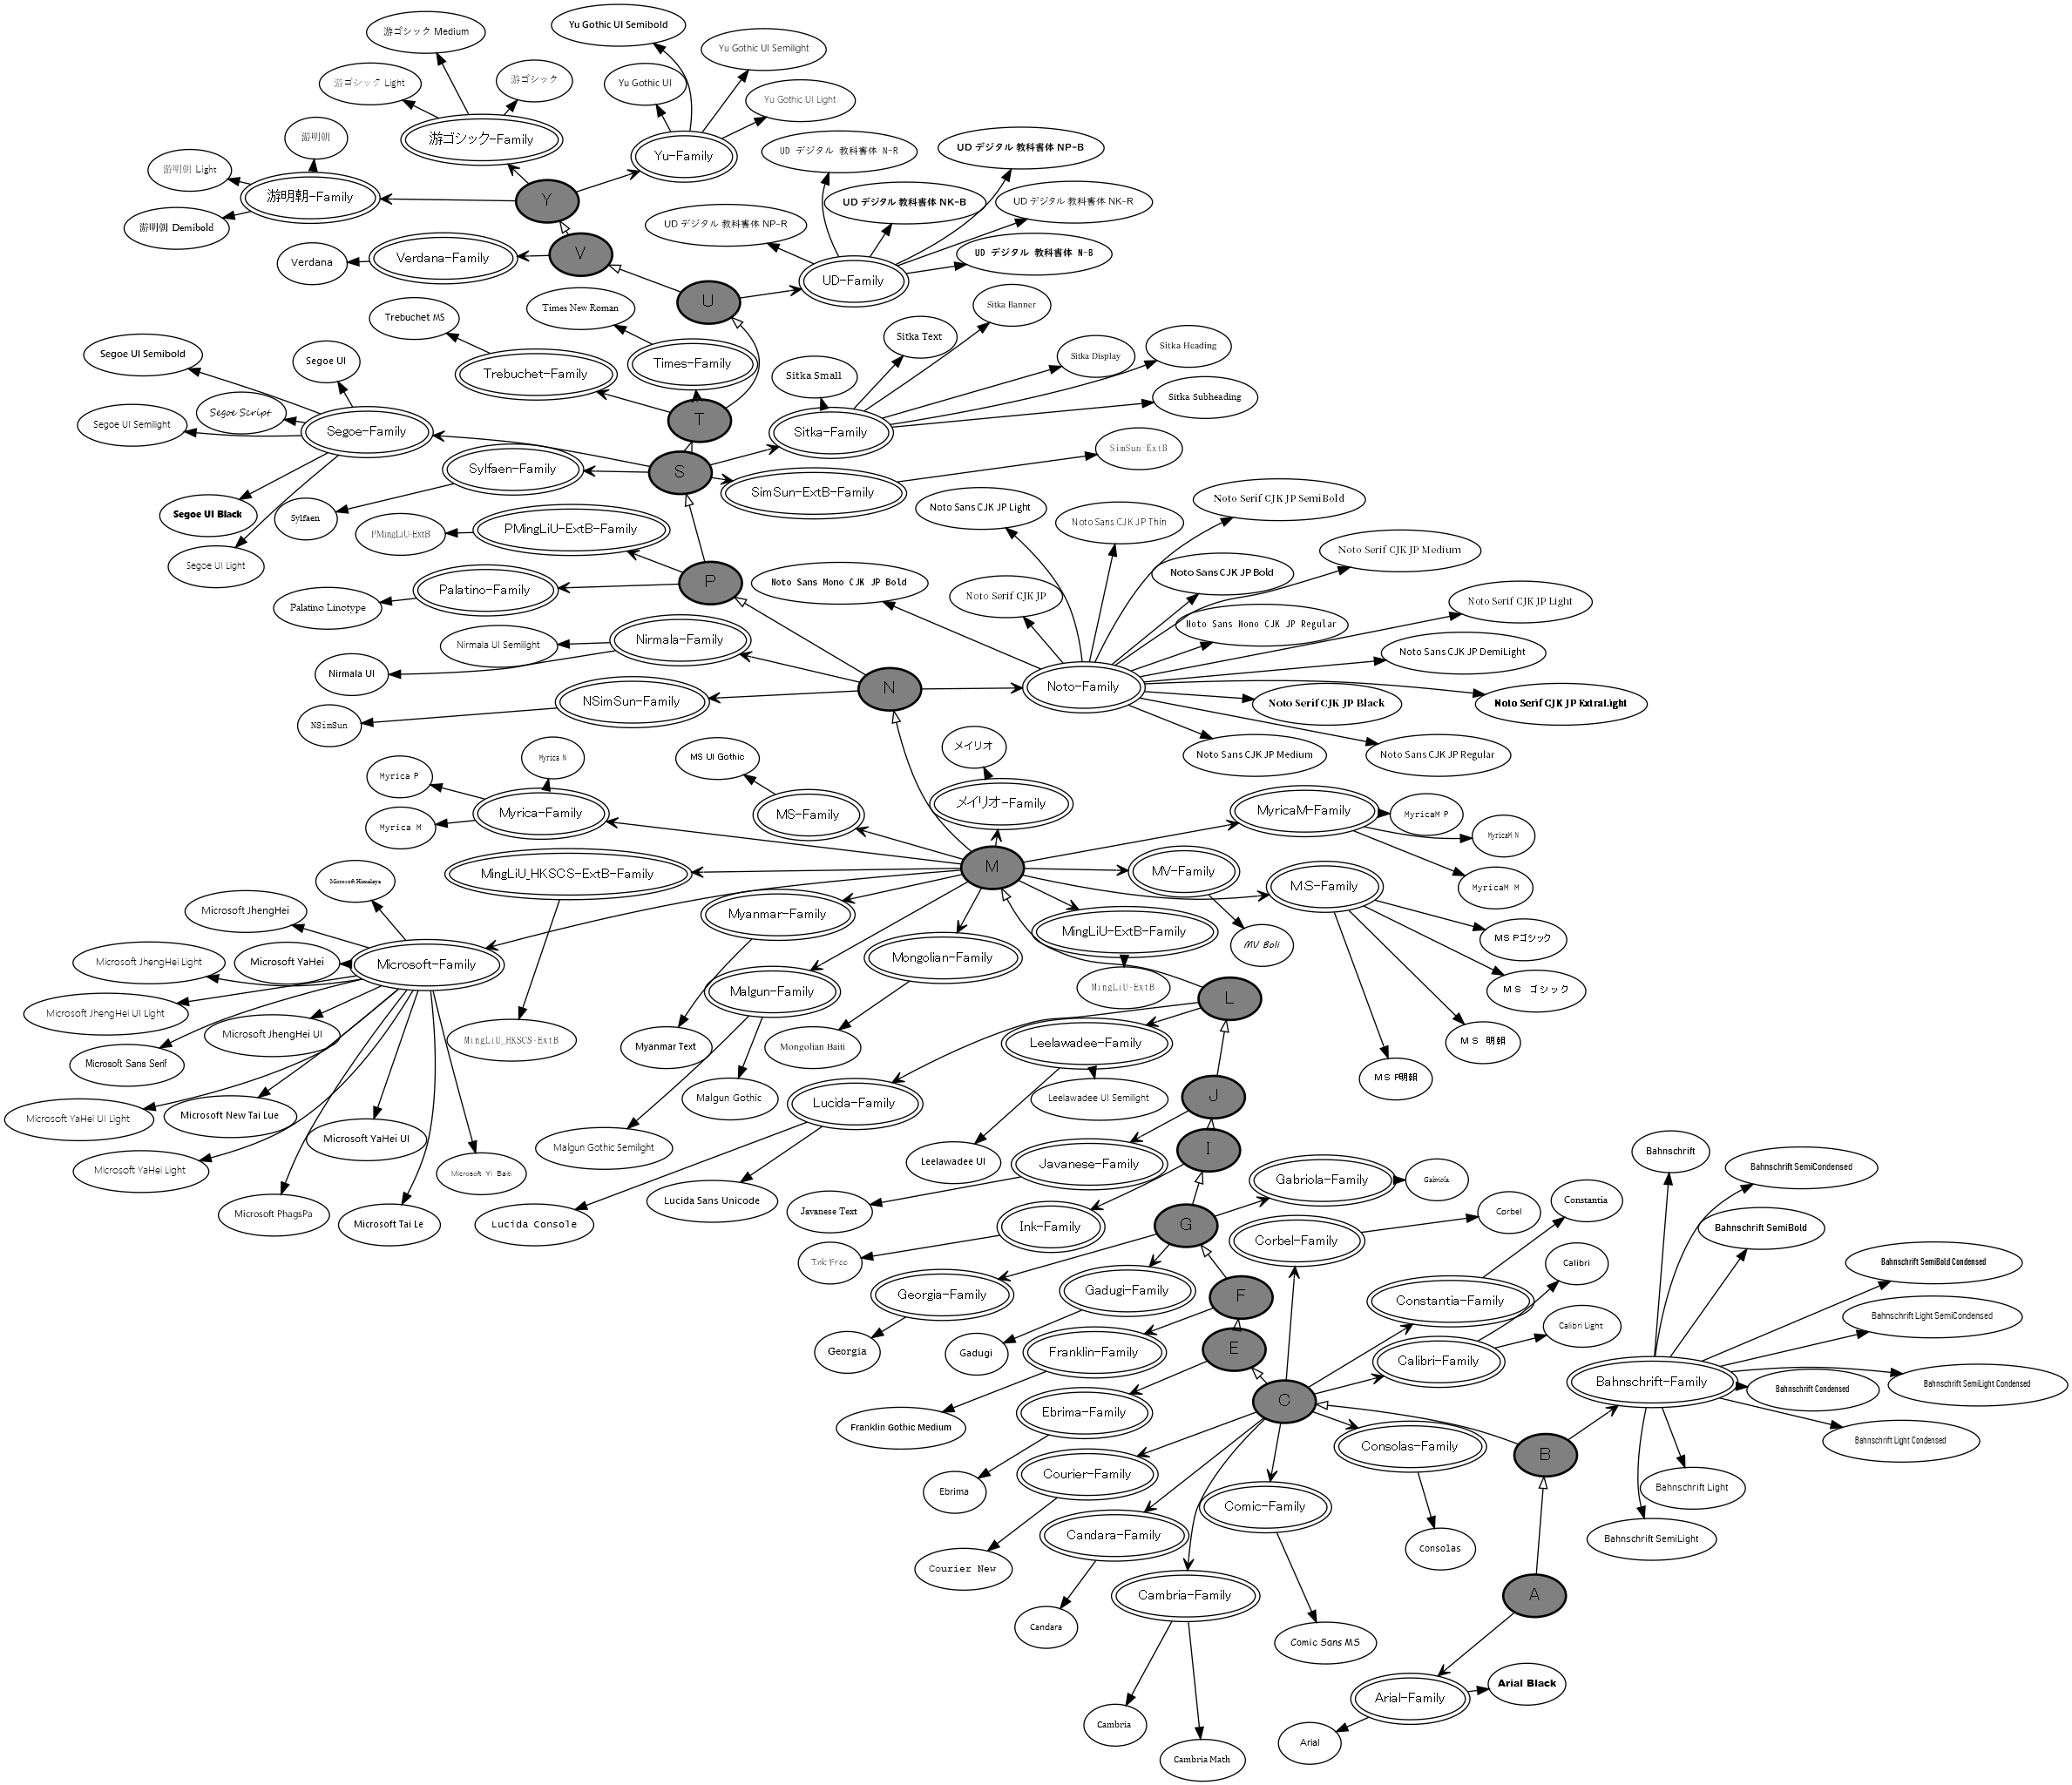 游ゴシック Medium
Yu Gothic UI Semibold
Yu Gothic UI Semilight
游ゴシック Light
游ゴシック
Yu Gothic UI
Yu Gothic UI Light
游明朝
游ゴシック-Family
Yu-Family
UD デジタル 教科書体 N-R
UD デジタル 教科書体 NP-B
游明朝 Light
游明朝-Family
Y
UD デジタル 教科書体 NK-B
UD デジタル 教科書体 NK-R
游明朝 Demibold
UD デジタル 教科書体 NP-R
Verdana
Verdana-Family
V
UD デジタル 教科書体 N-B
UD-Family
U
Trebuchet MS
Times New Roman
Sitka Banner
Segoe UI Semibold
Segoe UI
Sitka Text
Sitka Display
Sitka Heading
Trebuchet-Family
Times-Family
Sitka Small
Sitka Subheading
Segoe Script
Segoe UI Semilight
Segoe-Family
T
Sitka-Family
SimSun-ExtB
Sylfaen-Family
S
SimSun-ExtB-Family
Segoe UI Black
Sylfaen
PMingLiU-ExtB
PMingLiU-ExtB-Family
Noto Sans CJK JP Light
Noto Sans CJK JP Thin
Noto Serif CJK JP SemiBold
Noto Serif CJK JP Medium
Segoe UI Light
Palatino-Family
P
Noto Sans Mono CJK JP Bold
Noto Serif CJK JP
Noto Sans CJK JP Bold
Noto Serif CJK JP Light
Palatino Linotype
Nirmala UI Semilight
Nirmala-Family
Noto Sans Mono CJK JP Regular
Noto Sans CJK JP DemiLight
Nirmala UI
NSimSun-Family
N
Noto-Family
Noto Serif CJK JP Black
Noto Serif CJK JP ExtraLight
NSimSun
Noto Sans CJK JP Medium
Noto Sans CJK JP Regular
Myrica P
Myrica N
MS UI Gothic
メイリオ
Myrica M
Myrica-Family
MS-Family
メイリオ-Family
MyricaM-Family
MyricaM P
MyricaM N
Microsoft Himalaya
MingLiU_HKSCS-ExtB-Family
M
MV-Family
MS-Family
MyricaM M
Microsoft JhengHei
Myanmar-Family
MingLiU-ExtB-Family
MV Boli
MS Pゴシック
Microsoft JhengHei Light
Microsoft YaHei
Microsoft-Family
Mongolian-Family
Malgun-Family
MingLiU-ExtB
L
MS ゴシック
Microsoft JhengHei UI Light
Microsoft JhengHei UI
MingLiU_HKSCS-ExtB
Myanmar Text
Mongolian Baiti
Leelawadee-Family
MS 明朝
Microsoft Sans Serif
MS P明朝
Malgun Gothic
Lucida-Family
Leelawadee UI Semilight
J
Microsoft YaHei UI Light
Microsoft New Tai Lue
Microsoft YaHei UI
Malgun Gothic Semilight
Leelawadee UI
Javanese-Family
I
Bahnschrift
Microsoft YaHei Light
Microsoft Yi Baiti
Gabriola-Family
Gabriola
Bahnschrift SemiCondensed
Microsoft PhagsPa
Microsoft Tai Le
Lucida Console
Lucida Sans Unicode
Javanese Text
Ink-Family
G
Corbel-Family
Corbel
Constantia
Bahnschrift SemiBold
Ink Free
Georgia-Family
Gadugi-Family
F
Constantia-Family
Calibri
Bahnschrift SemiBold Condensed
Calibri Light
Bahnschrift Light SemiCondensed
Georgia
Gadugi
Franklin-Family
E
Calibri-Family
Bahnschrift-Family
Bahnschrift Condensed
Bahnschrift SemiLight Condensed
Franklin Gothic Medium
Ebrima-Family
C
Consolas-Family
B
Bahnschrift Light Condensed
Ebrima
Courier-Family
Comic-Family
Bahnschrift Light
Candara-Family
Consolas
Bahnschrift SemiLight
Courier New
Cambria-Family
A
Candara
Comic Sans MS
Arial-Family
Arial Black
Cambria
Arial
Cambria Math